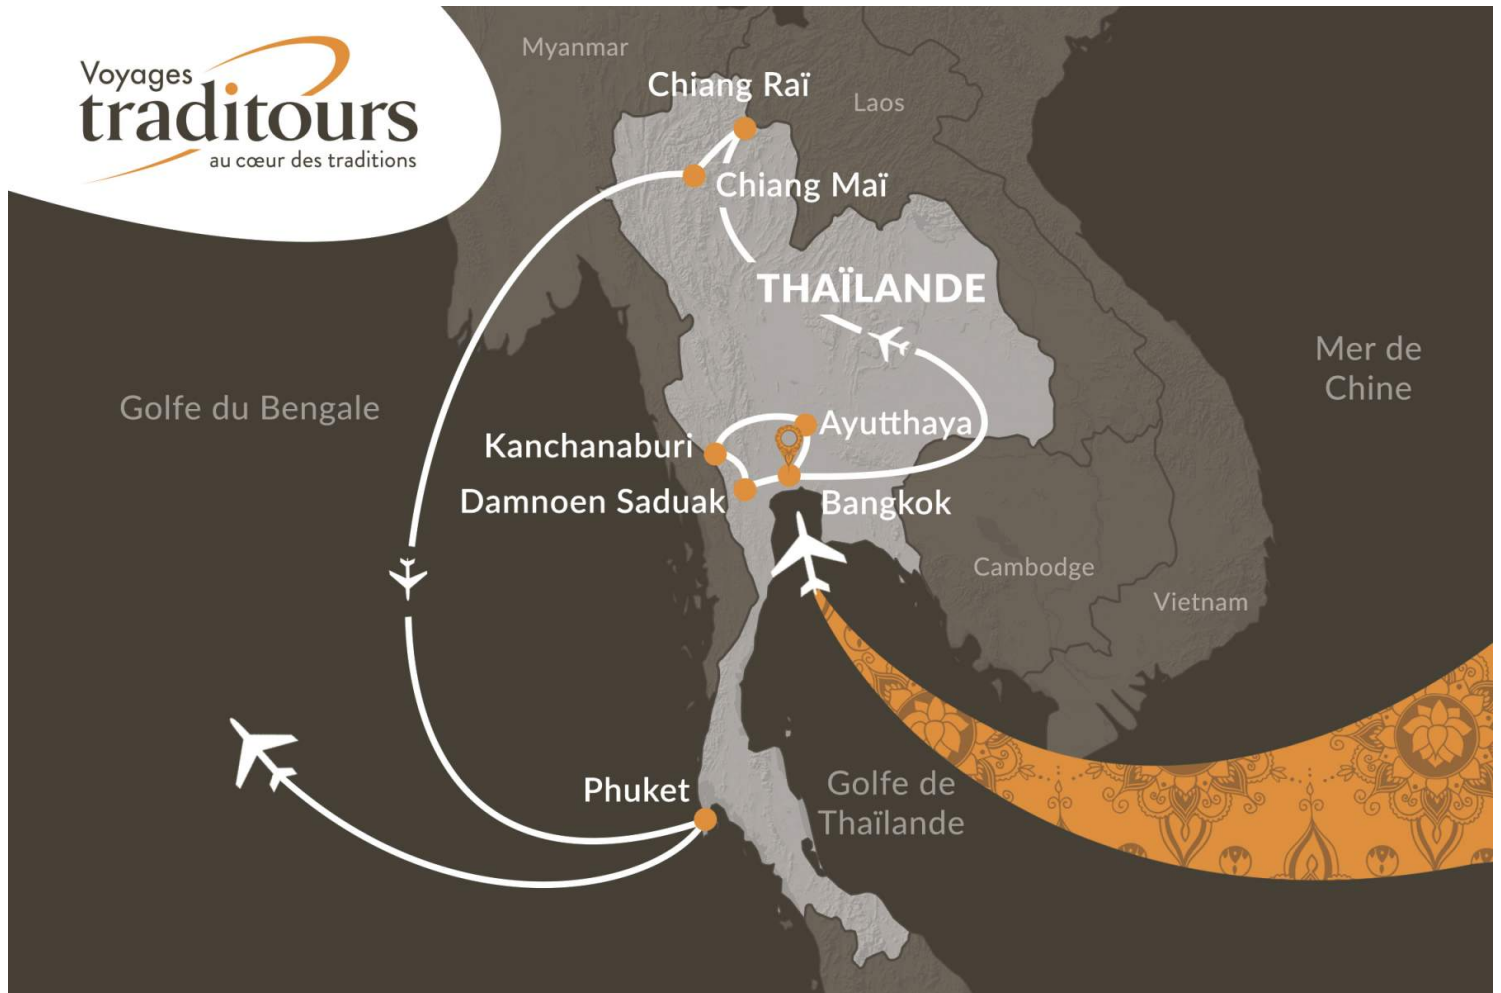 Voyages
traditours
au cœur des traditions
Myanmar
Chiang Raï
Laos
Chiang Maï
THAÏLANDE
Mer de
Chine
Golfe du Bengale
Ayutthaya
Kanchanaburi
Damnoen Saduak
Bangkok
Cambodge
Vietnam
Phuket
Golfe de
Thaïlande